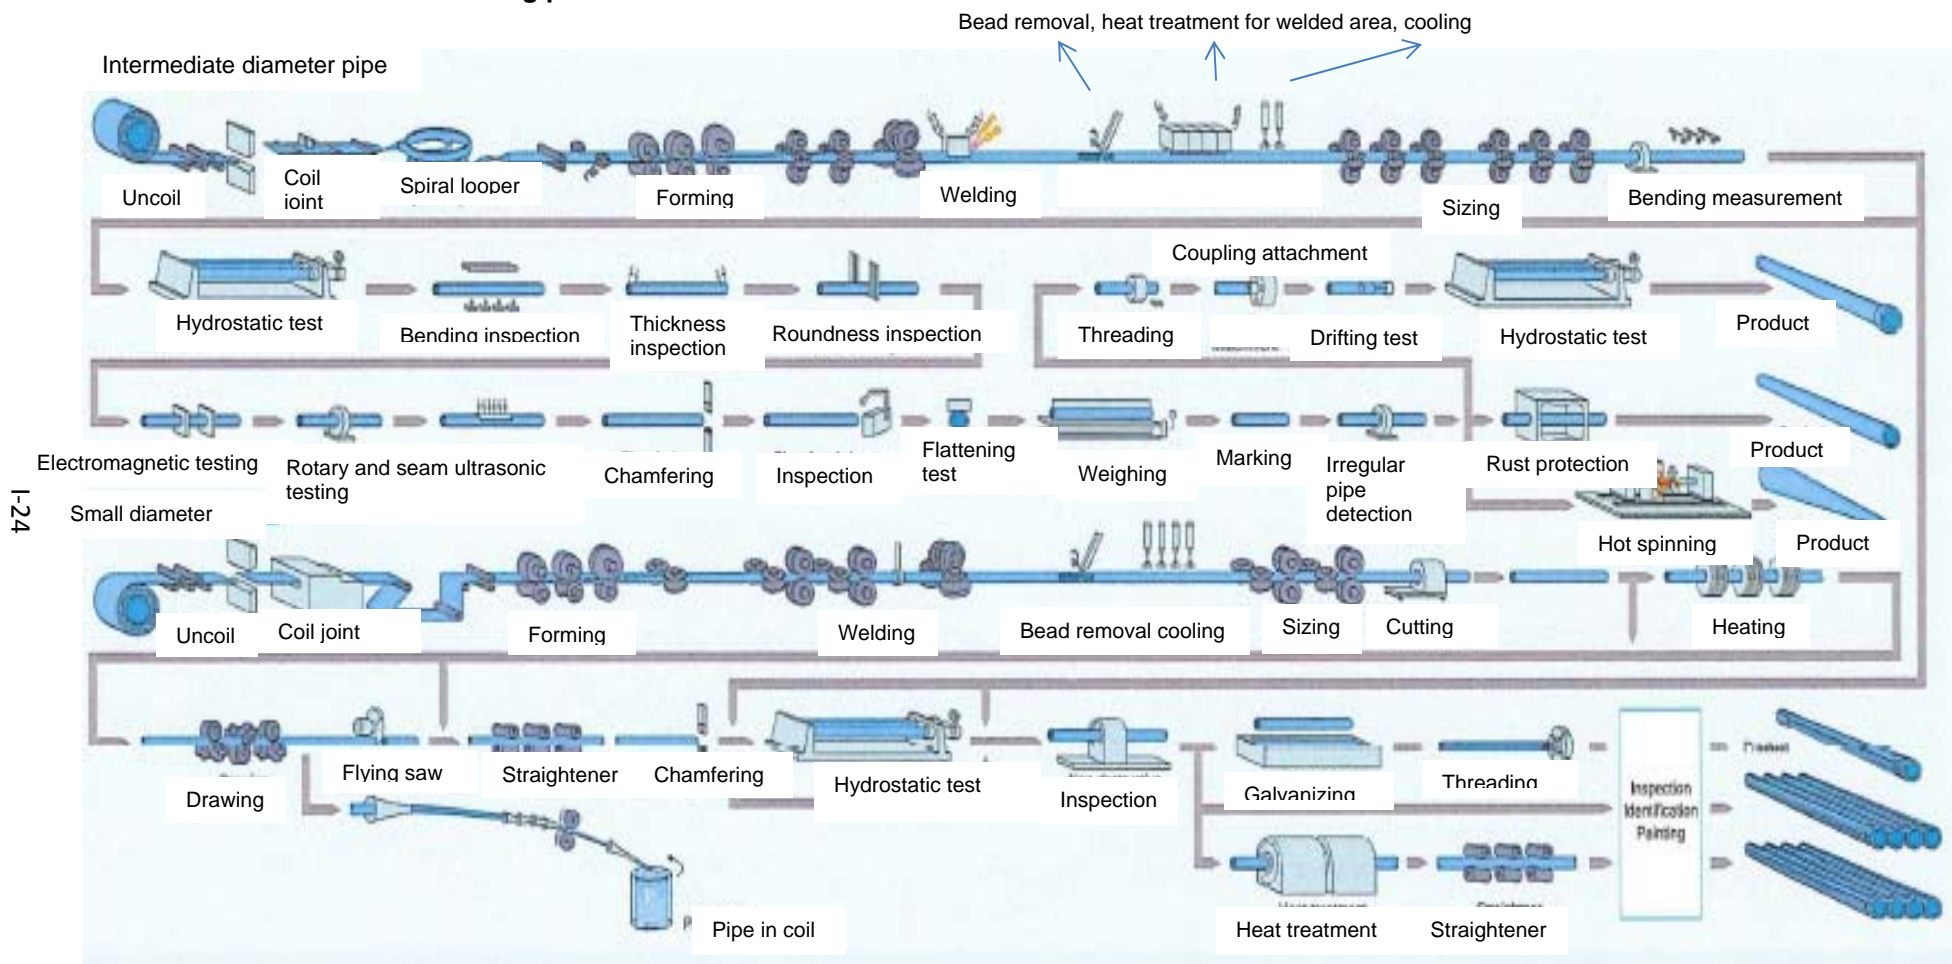 Bead removal, heat treatment for welded area, cooling
Intermediate diameter pipe
Uncoil
Coil
joint
Spiral looper
Forming
Welding
Sizing
Bending measurement
Coupling attachment
Hydrostatic test
Bending inspection
Thickness
inspection
Roundness inspection
Threading
Drifting test
Hydrostatic test
Product
Electromagnetic testing
Rotary and seam ultrasonic
testing
Chamfering
Inspection
Flattening
test
Weighing
Marking
Irregular
pipe
detection
Rust protection
Product
I-24
Small diameter
Hot spinning
Product
Uncoil
Coil joint
Forming
Welding
Bead removal cooling
Sizing
Cutting
Heating
Drawing
Flying saw
Straightener
Chamfering
Hydrostatic test
Inspection
Galvanizing
Threading
Inspection
Identification
Painting
Pipe in coil
Heat treatment
Straightener